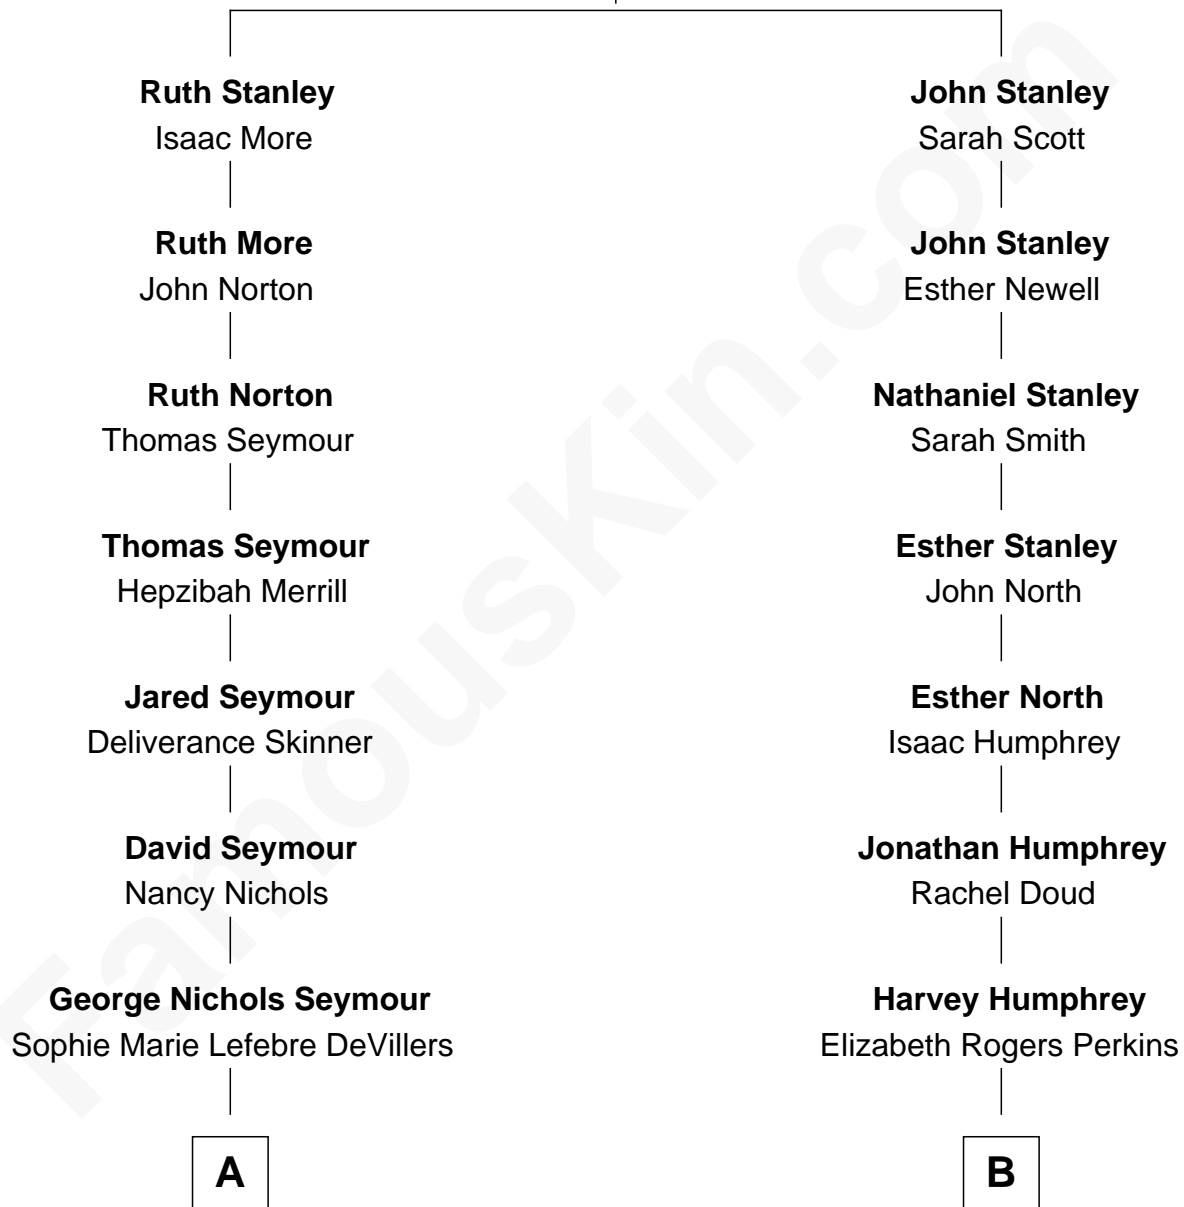 Ruth Stanley
Isaac More
Ruth More
John Norton
Ruth Norton
Thomas Seymour
Thomas Seymour
Hepzibah Merrill
Jared Seymour
Deliverance Skinner
David Seymour
Nancy Nichols
George Nichols Seymour
Sophie Marie Lefebre DeVillers
A
John Stanley
Sarah Scott
John Stanley
Esther Newell
Nathaniel Stanley
Sarah Smith
Esther Stanley
John North
Esther North
Isaac Humphrey
Jonathan Humphrey
Rachel Doud
Harvey Humphrey
Elizabeth Rogers Perkins
B
FamousKin.com